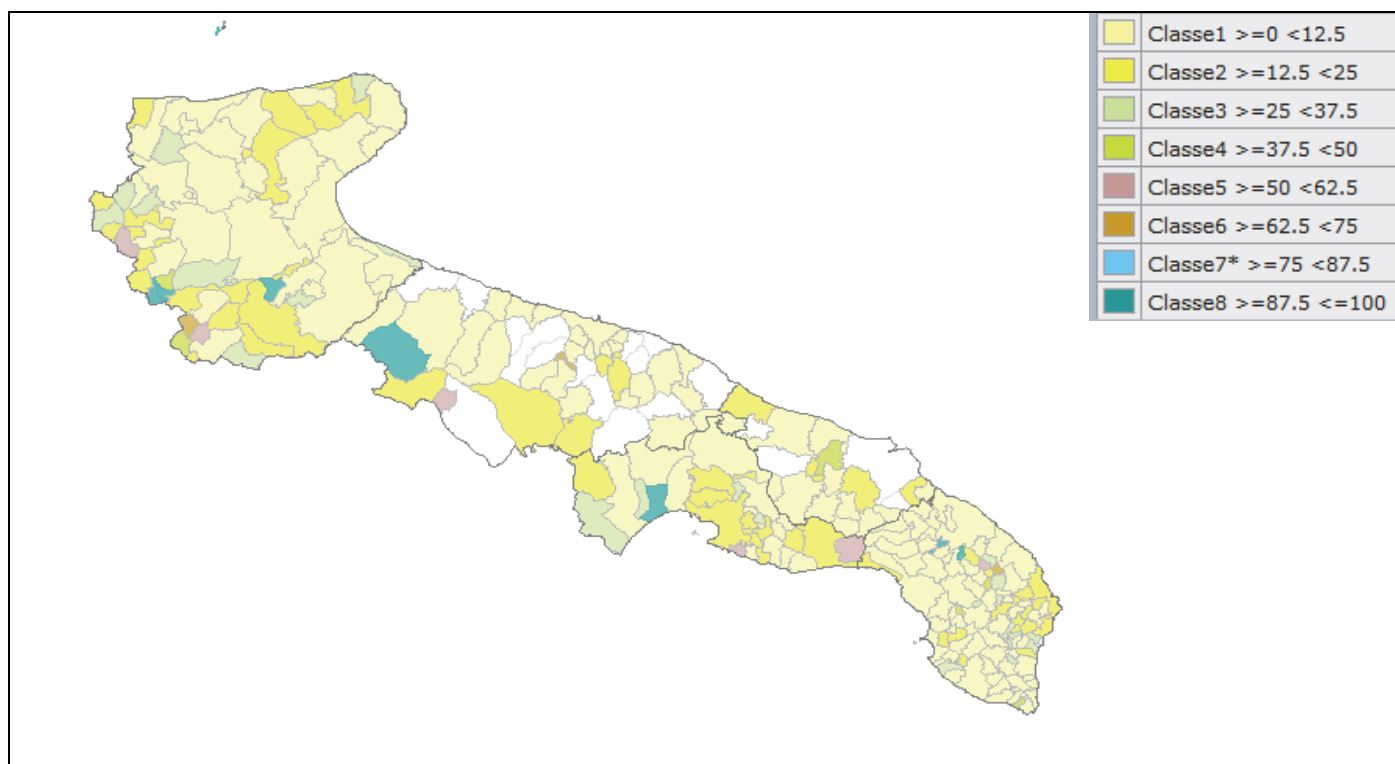 Classe1 >=0 <12.5
Classe2 >=12.5 <25
Classe3 >=25 <37.5
Classe4 >=37.5 <50
Classe5 >=50 <62.5
Classe6 >=62.5 <75
Classe7* >=75 <87.5
Classe8 >=87.5 <=100